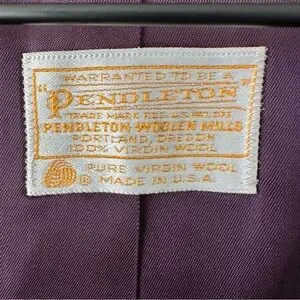 WARRANTED TO BE A
"PENDLETON"
TRADE MARK REG. U.S. PAT. OFF.
PENDLETON WOOLEN MILLS
PORTLAND, OREGON
100% VIRGIN WOOL
PURE VIRGIN WOOL
® MADE IN U.S.A.